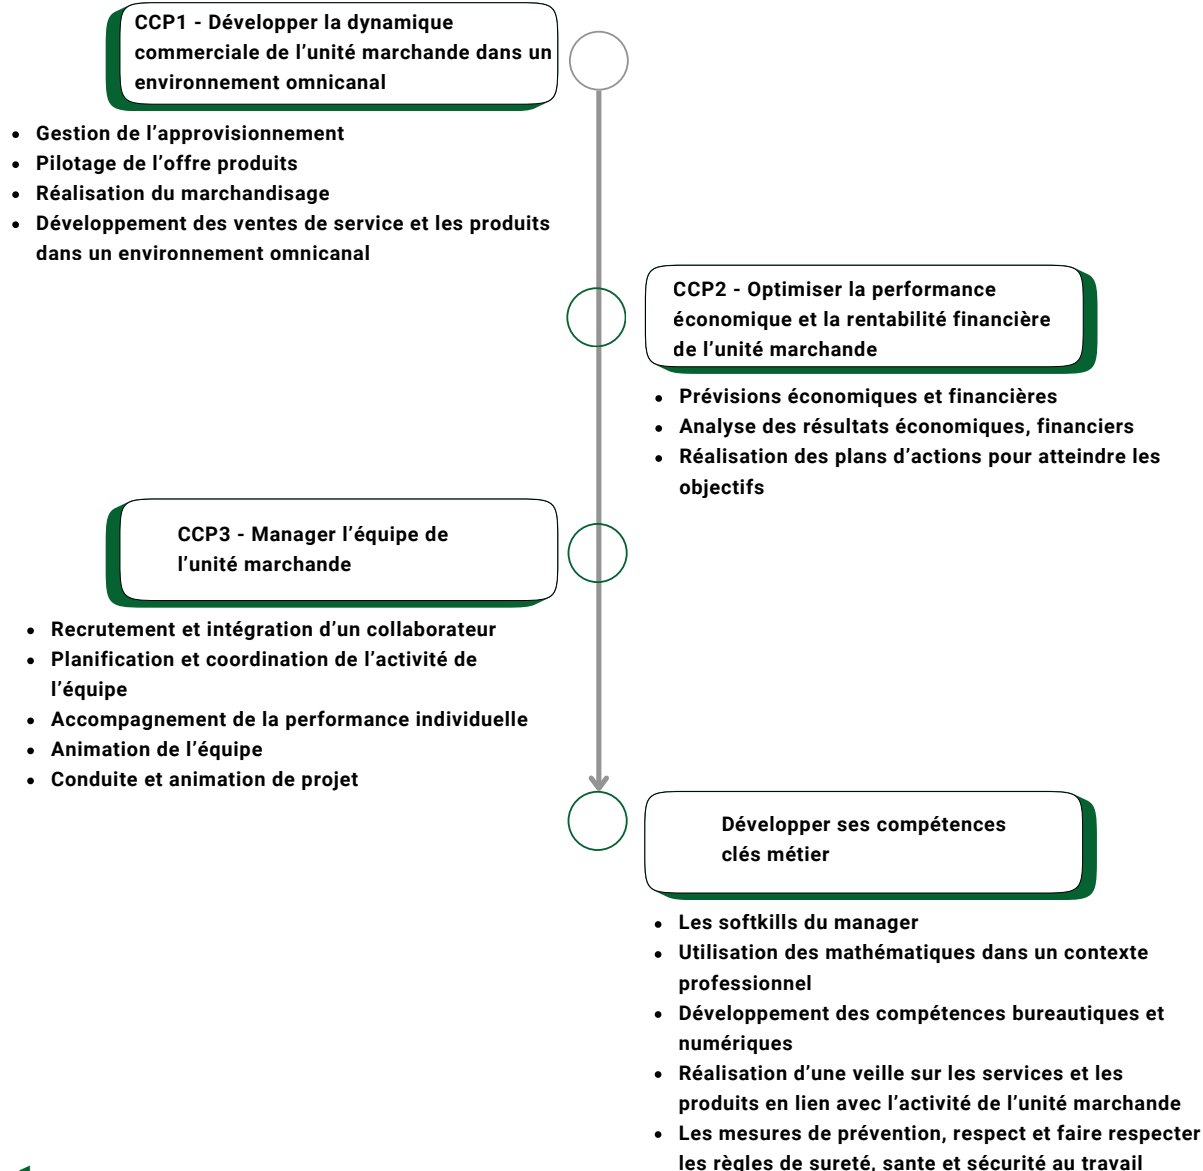 CCP1 - Développer la dynamique
commerciale de l’unité marchande dans un
environnement omnicanal
• Gestion de l’approvisionnement
• Pilotage de l’offre produits
• Réalisation du marchandisage
• Développement des ventes de service et les produits
dans un environnement omnicanal
CCP2 - Optimiser la performance
économique et la rentabilité financière
de l’unité marchande
• Prévisions économiques et financières
• Analyse des résultats économiques, financiers
• Réalisation des plans d’actions pour atteindre les
objectifs
CCP3 - Manager l’équipe de
l’unité marchande
• Recrutement et intégration d’un collaborateur
• Planification et coordination de l’activité de
l’équipe
• Accompagnement de la performance individuelle
• Animation de l’équipe
• Conduite et animation de projet
Développer ses compétences
clés métier
• Les softkills du manager
• Utilisation des mathématiques dans un contexte
professionnel
• Développement des compétences bureautiques et
numériques
• Réalisation d’une veille sur les services et les
produits en lien avec l’activité de l’unité marchande
• Les mesures de prévention, respect et faire respecter
les règles de sureté, sante et sécurité au travail